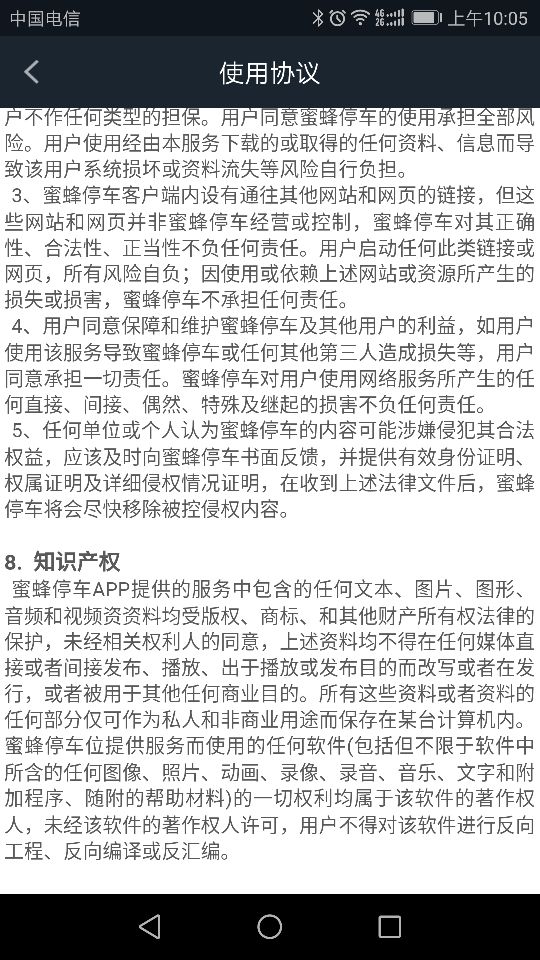 中国电信
4G 2G 上午10:05
使用协议
户不作任何类型的担保。用户同意蜜蜂停车的使用承担全部风
险。用户使用经由本服务下载的或取得的任何资料、信息而导
致该用户系统损坏或资料流失等风险自行负担。
3、蜜蜂停车客户端内设有通往其他网站和网页的链接，但这
些网站和网页并非蜜蜂停车经营或控制，蜜蜂停车对其正确
性、合法性、正当性不负任何责任。用户启动任何此类链接或
网页，所有风险自负；因使用或依赖上述网站或资源所产生的
损失或损害，蜜蜂停车不承担任何责任。
4、用户同意保障和维护蜜蜂停车及其他用户的利益，如用户
使用该服务导致蜜蜂停车或任何其他第三人造成损失等，用户
同意承担一切责任。蜜蜂停车对用户使用网络服务所产生的任
何直接、间接、偶然、特殊及继起的损害不负任何责任。
5、任何单位或个人认为蜜蜂停车的内容可能涉嫌侵犯其合法
权益，应该及时向蜜蜂停车书面反馈，并提供有效身份证明、
权属证明及详细侵权情况证明，在收到上述法律文件后，蜜蜂
停车将会尽快移除被控侵权内容。
8. 知识产权
蜜蜂停车APP提供的服务中包含的任何文本、图片、图形、
音频和视频资资料均受版权、商标、和其他财产所有权法律的
保护，未经相关权利人的同意，上述资料均不得在任何媒体直
接或者间接发布、播放、出于播放或发布目的而改写或者在发
行，或者被用于其他任何商业目的。所有这些资料或者资料的
任何部分仅可作为私人和非商业用途而保存在某台计算机内。
蜜蜂停车位提供服务而使用的任何软件(包括但不限于软件中
所含的任何图像、照片、动画、录像、录音、音乐、文字和附
加程序、随附的帮助材料)的一切权利均属于该软件的著作权
人，未经该软件的著作权人许可，用户不得对该软件进行反向
工程、反向编译或反汇编。